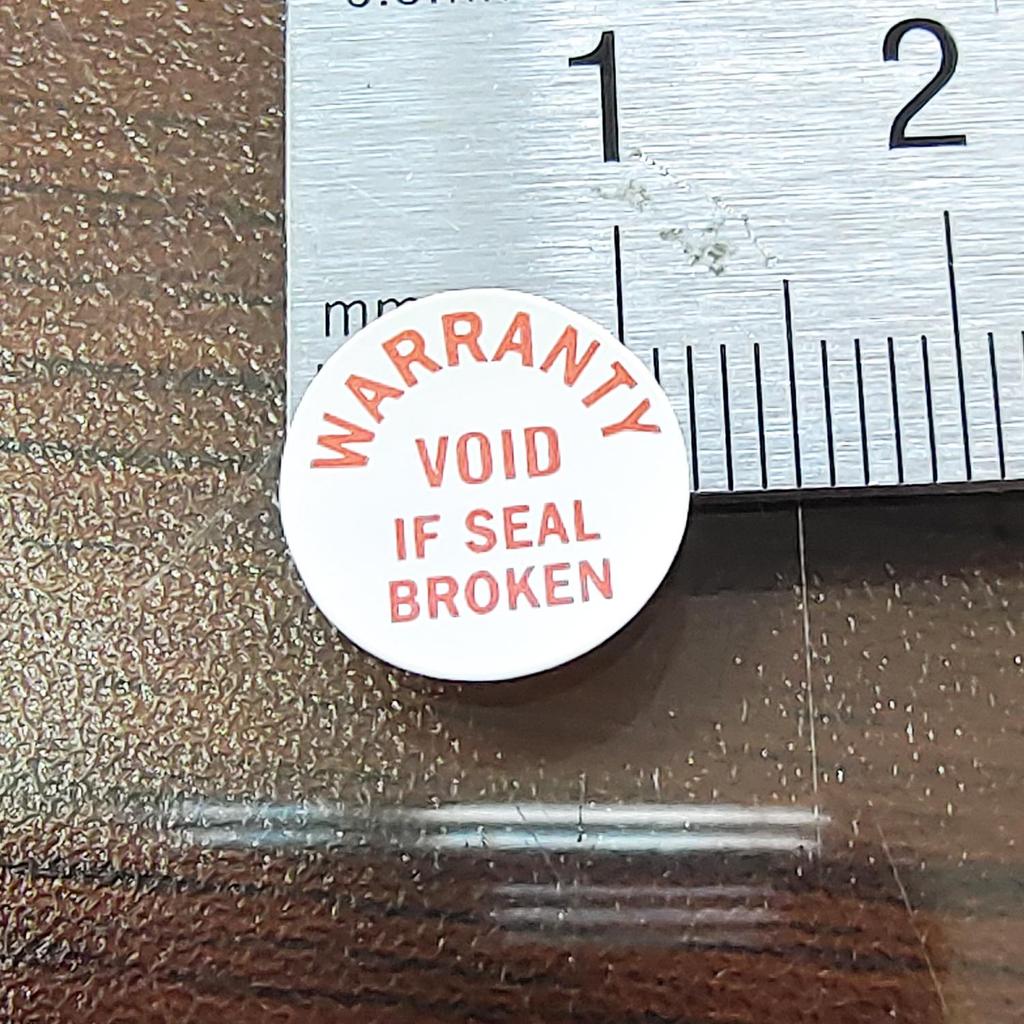 1 2
mm
WARRANTY
VOID
IF SEAL
BROKEN